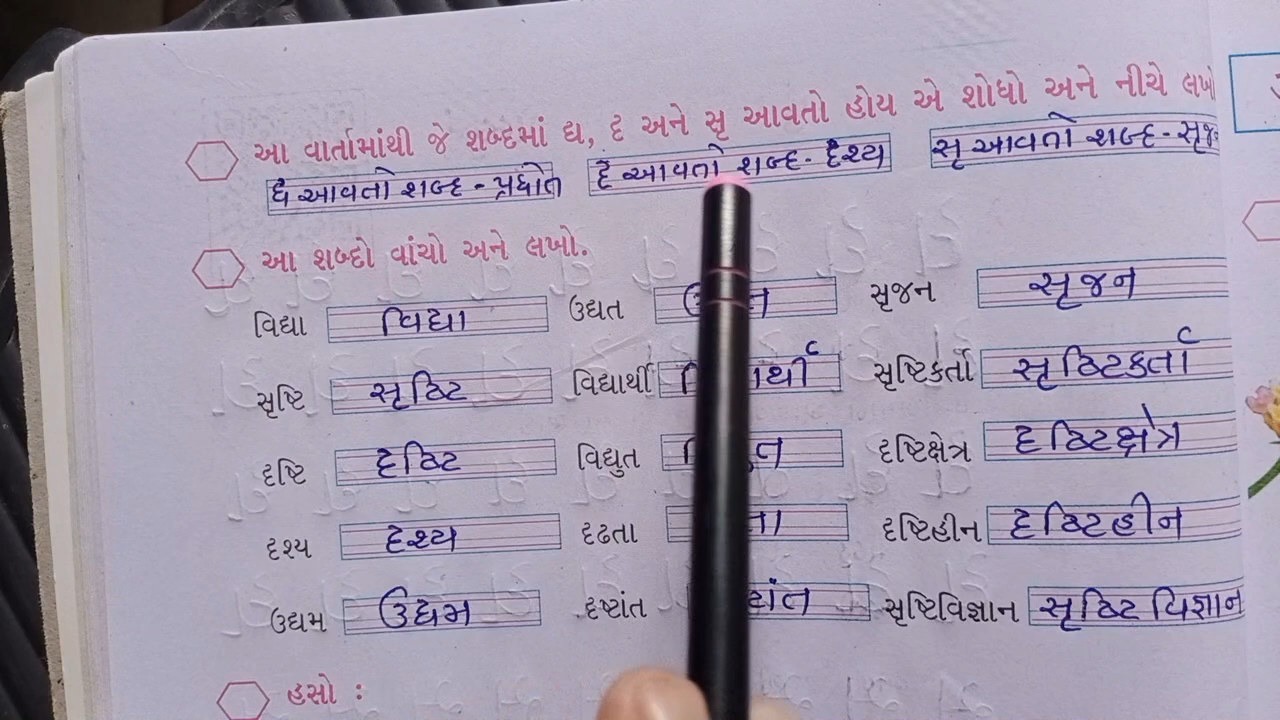 આ વાર્તામાંથી જે શબ્દમાં દ્ય, દૃ અને સૃ આવતો હોય એ શોધો અને નીચે લખો
દ્ય આવતો શબ્દ - પ્રદ્યોત દૃ આવતો શબ્દ - દૃશ્ય સૃ આવતો શબ્દ - સૃજ
આ શબ્દો વાંચો અને લખો.
વિદ્યા વિદ્યા ઉદ્યત સૃજન સૃજન
સૃષ્ટિ સૃષ્ટિ વિદ્યાર્થી સૃષ્ટિકર્તા સૃષ્ટિકર્તા
દૃષ્ટિ દૃષ્ટિ વિદ્યુત દૃષ્ટિક્ષેત્ર દૃષ્ટિક્ષેત્ર
દૃશ્ય દૃશ્ય દૃઢતા દૃષ્ટિહીન દૃષ્ટિહીન
ઉદ્યમ ઉદ્યમ દૃષ્ટાંત સૃષ્ટિવિજ્ઞાન સૃષ્ટિ વિજ્ઞાન
હસો :